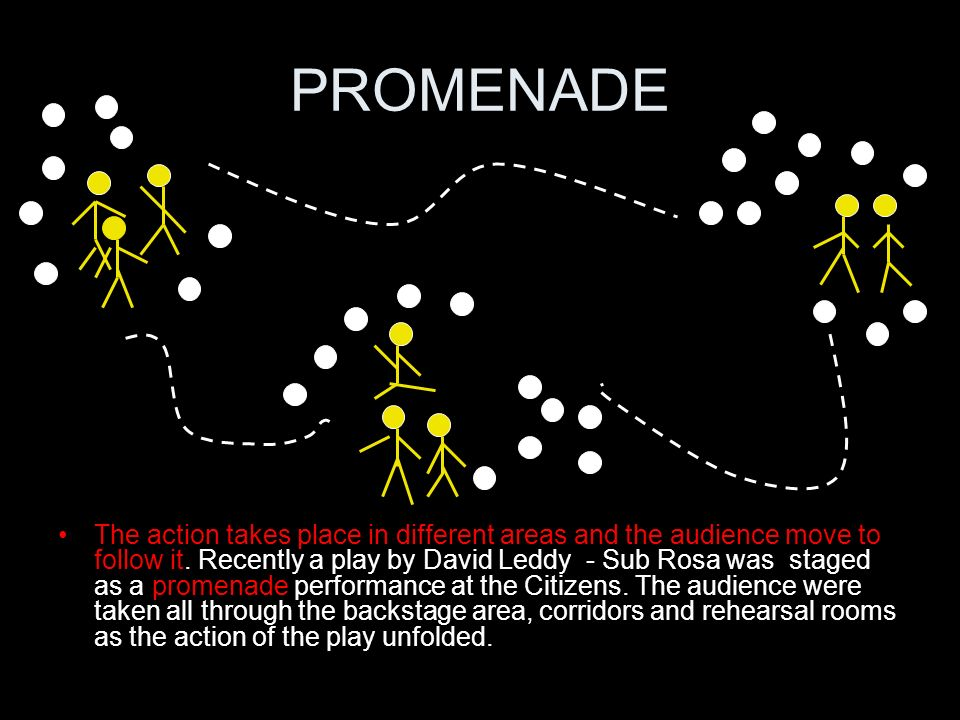 PROMENADE
• The action takes place in different areas and the audience move to
follow it. Recently a play by David Leddy - Sub Rosa was staged
as a promenade performance at the Citizens. The audience were
taken all through the backstage area, corridors and rehearsal rooms
as the action of the play unfolded.